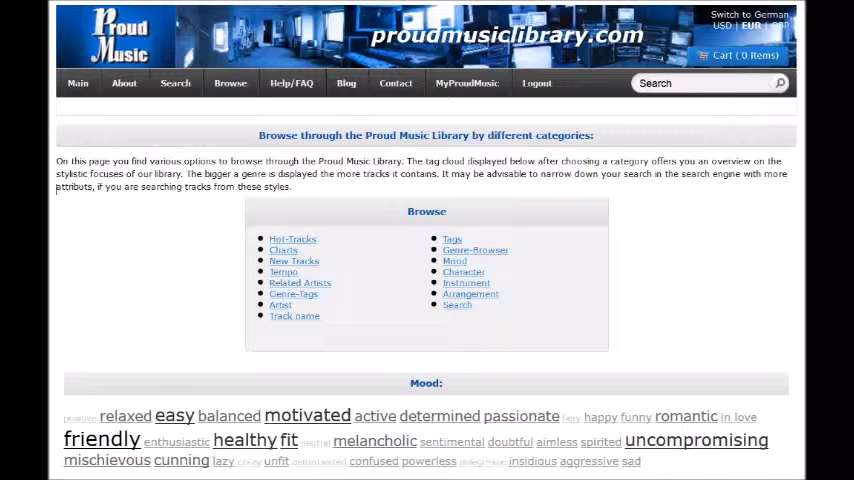 Proud
Music
proudmusiclibrary.com
Switch to German
USD | EUR | GBP
Cart ( 0 Items)
Main About Search Browse Help/FAQ Blog Contact MyProudMusic Logout Search
Browse through the Proud Music Library by different categories:
On this page you find various options to browse through the Proud Music Library. The tag cloud displayed below after choosing a category offers you an overview on the
stylistic focuses of our library. The bigger a genre is displayed the more tracks it contains. It may be advisable to narrow down your search in the search engine with more
attributs, if you are searching tracks from these styles.
Browse
Hot-Tracks
Charts
New Tracks
Tempo
Related Artists
Genre-Tags
Artist
Track name
Tags
Genre-Browser
Mood
Character
Instrument
Arrangement
Search
Mood:
positive relaxed easy balanced motivated active determined passionate fiery happy funny romantic in love
friendly enthusiastic healthy fit neutral melancholic sentimental doubtful aimless spirited uncompromising
mischievous cunning lazy crazy unfit confused powerless insidious aggressive sad